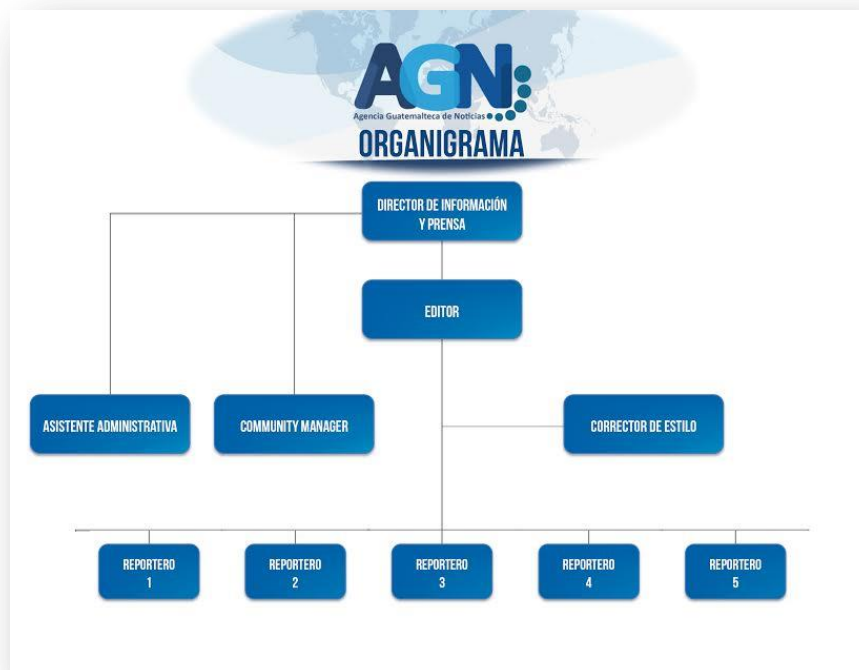 AGN
Agencia Guatemalteca de Noticias
ORGANIGRAMA
DIRECTOR DE INFORMACIÓN
Y PRENSA
EDITOR
ASISTENTE ADMINISTRATIVA
COMMUNITY MANAGER
CORRECTOR DE ESTILO
REPORTERO
1
REPORTERO
2
REPORTERO
3
REPORTERO
4
REPORTERO
5